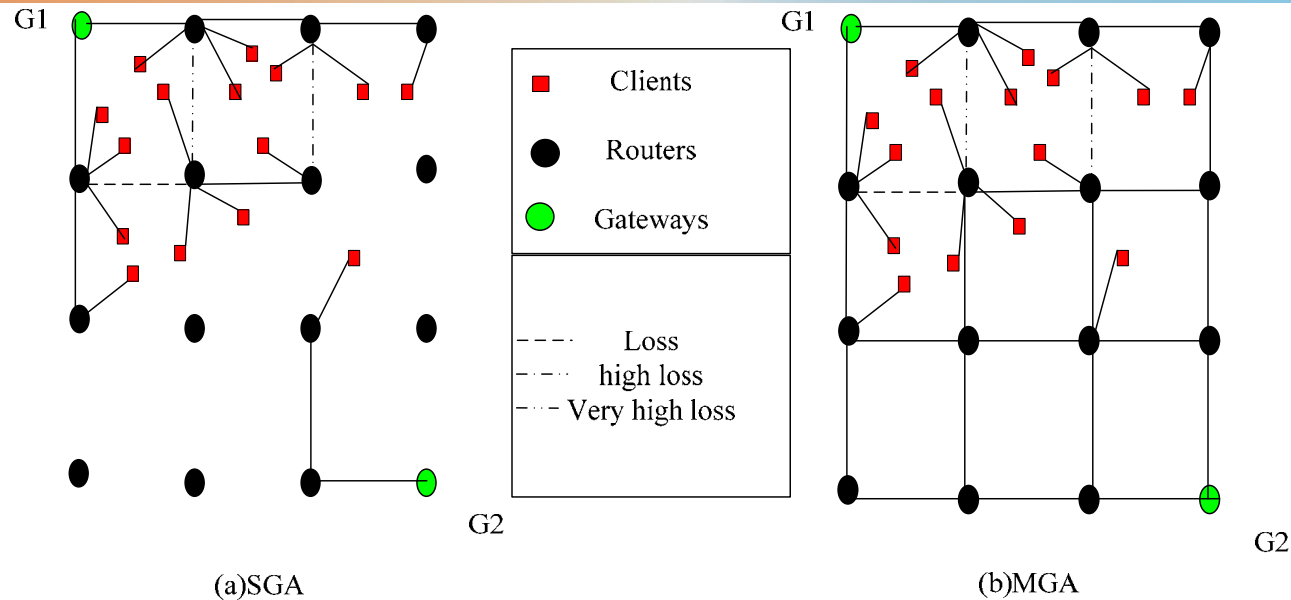 G1
G1
Clients
Routers
Gateways
Loss
high loss
Very high loss
G2
G2
(a)SGA
(b)MGA